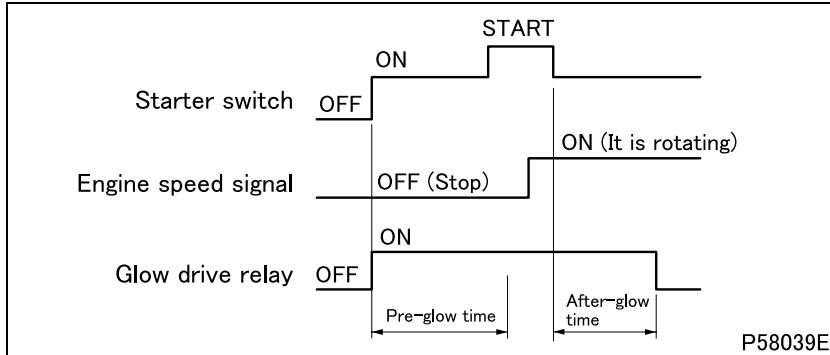 START
ON
Starter switch OFF
ON (It is rotating)
Engine speed signal OFF (Stop)
ON
Glow drive relay OFF
Pre-glow time
After-glow
time
P58039E